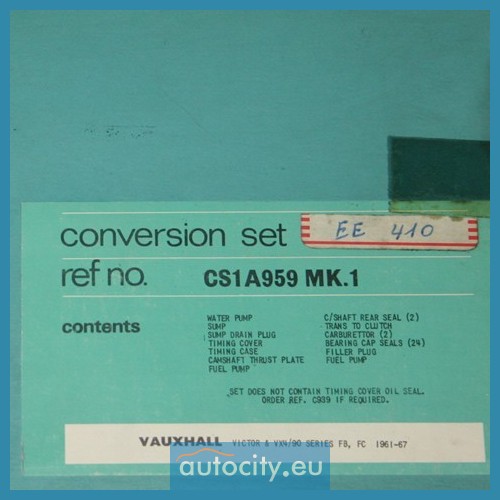 conversion set
EE 410
ref no. CS1A959 MK.1
contents
WATER PUMP
SUMP
SUMP DRAIN PLUG
TIMING COVER
TIMING CASE
CAMSHAFT THRUST PLATE
FUEL PUMP
C/SHAFT REAR SEAL (2)
TRANS TO CLUTCH
CARBURETTOR (2)
BEARING CAP SEALS (24)
FILLER PLUG
FUEL PUMP
SET DOES NOT CONTAIN TIMING COVER OIL SEAL.
ORDER REF. C939 IF REQUIRED.
VAUXHALL VICTOR & VX4/90 SERIES FB, FC 1961-67
autocity.eu